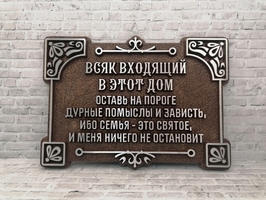 ВСЯК ВХОДЯЩИЙ
В ЭТОТ ДОМ
ОСТАВЬ НА ПОРОГЕ
ДУРНЫЕ ПОМЫСЛЫ И ЗАВИСТЬ,
ИБО СЕМЬЯ - ЭТО СВЯТОЕ,
И МЕНЯ НИЧЕГО НЕ ОСТАНОВИТ